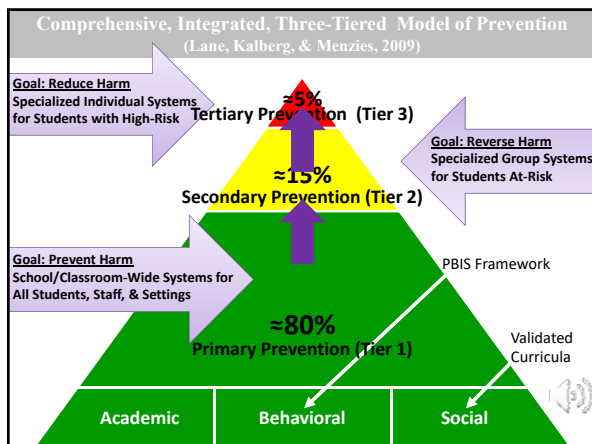 Comprehensive, Integrated, Three-Tiered Model of Prevention
(Lane, Kalberg, & Menzies, 2009)
Goal: Reduce Harm
Specialized Individual Systems
for Students with High-Risk
≈5%
Tertiary Prevention (Tier 3)
Goal: Reverse Harm
Specialized Group Systems
for Students At-Risk
≈15%
Secondary Prevention (Tier 2)
Goal: Prevent Harm
School/Classroom-Wide Systems for
All Students, Staff, & Settings
PBIS Framework
≈80%
Primary Prevention (Tier 1)
Validated
Curricula
Academic
Behavioral
Social